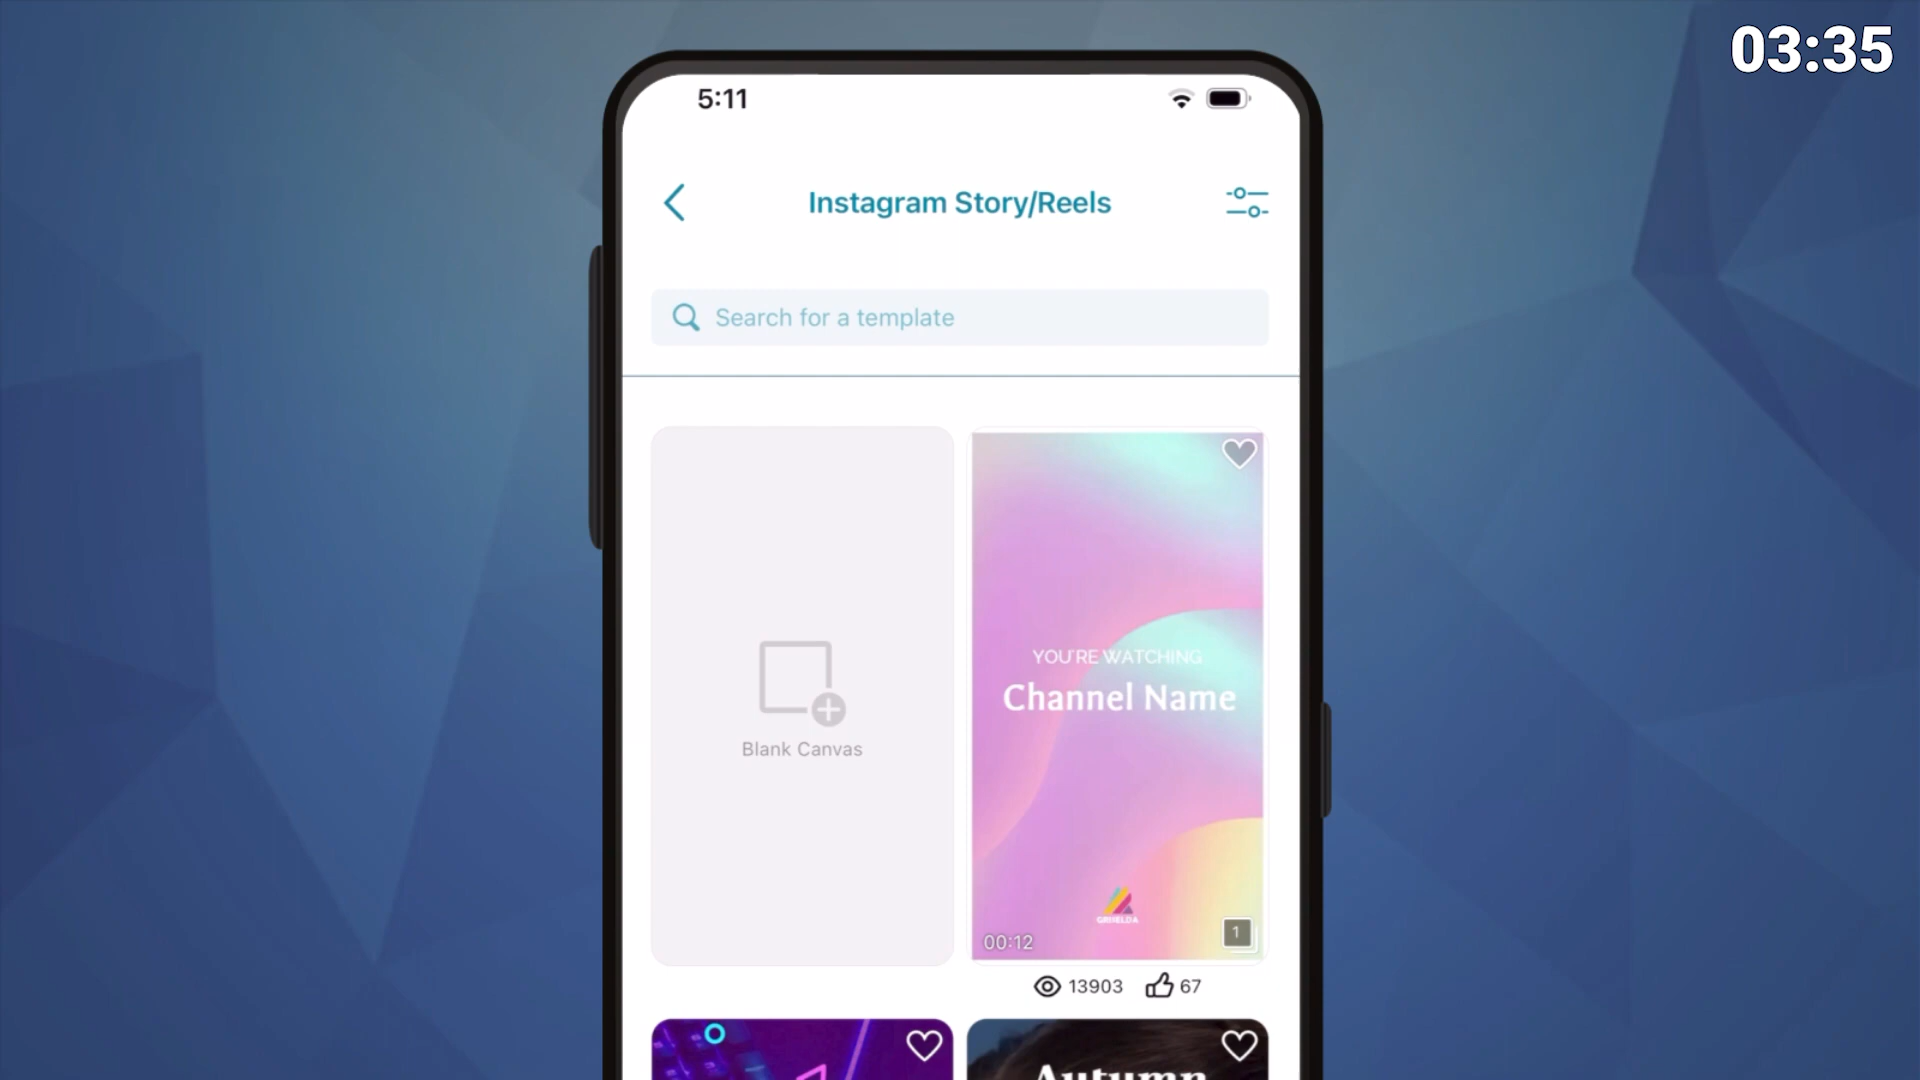 03:35
5:11
Instagram Story/Reels
Search for a template
Blank Canvas
YOU'RE WATCHING
Channel Name
GRISELDA
00:12
1
13903 67
Autumn